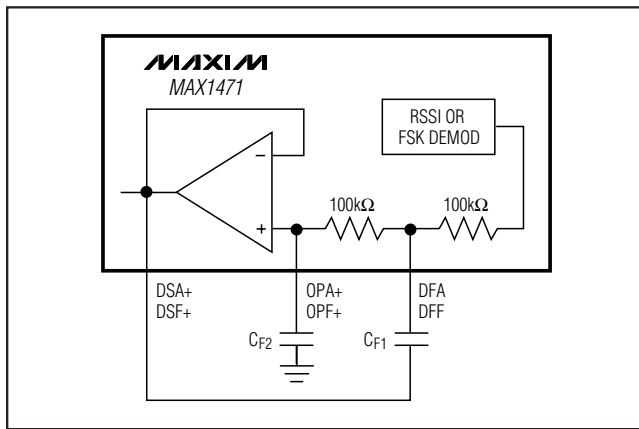 MAXIM
MAX1471
RSSI OR
FSK DEMOD
−
+
100kΩ
100kΩ
DSA+
DSF+
OPA+
OPF+
DFA
DFF
CF2
CF1